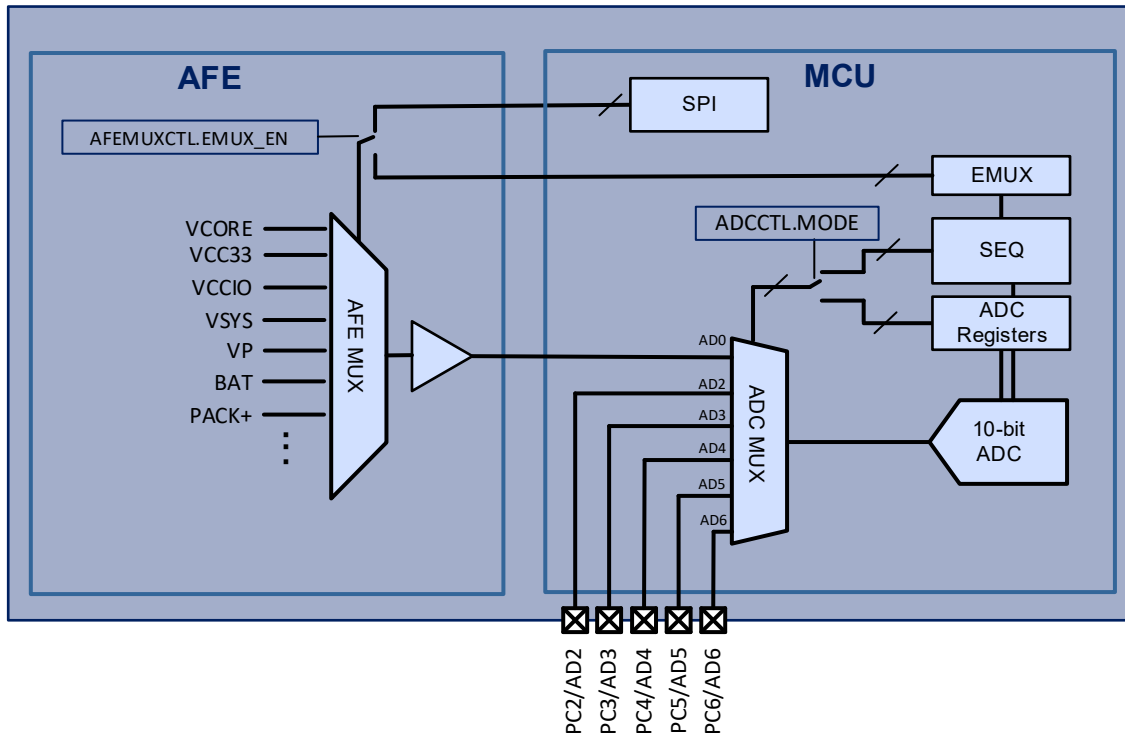 AFE
MCU
SPI
AFEMUXCTL.EMUX_EN
EMUX
ADCCTL.MODE
VCORE
VCC33
VCCIO
VSYS
VP
BAT
PACK+
AFE MUX
SEQ
ADC
Registers
AD0
AD2
AD3
AD4
AD5
AD6
ADC MUX
10-bit
ADC
PC2/AD2
PC3/AD3
PC4/AD4
PC5/AD5
PC6/AD6